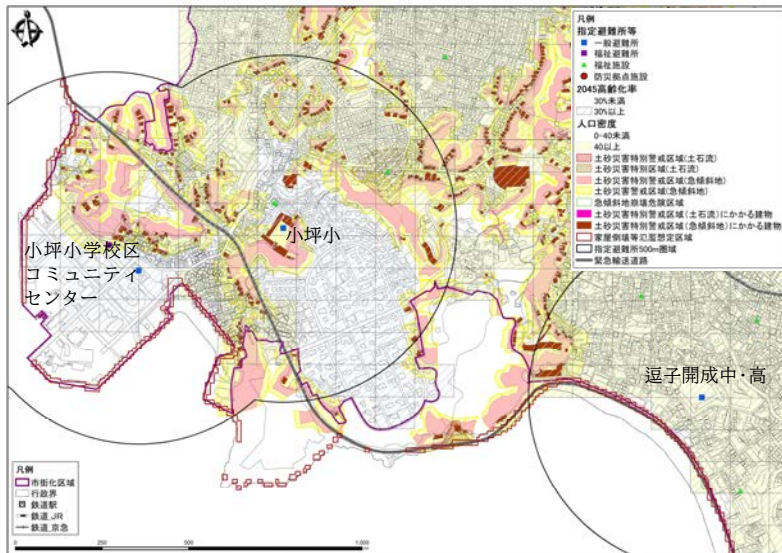 凡例
指定避難所等
一般避難所
福祉避難所
福祉施設
防災拠点施設
2045高齢化率
30%未満
30%以上
人口密度
0-40未満
40以上
土砂災害特別警戒区域(土石流)
土砂災害特別区域(土石流)
土砂災害特別警戒区域(急傾斜地)
土砂災害警戒区域(急傾斜地)
急傾斜地崩壊危険区域
土砂災害特別警戒区域(土石流)にかかる建物
土砂災害特別警戒区域(急傾斜地)にかかる建物
家屋倒壊等氾濫想定区域
指定避難所500m圏域
緊急輸送道路
小坪小
小坪小学校区
コミュニティ
センター
逗子開成中・高
凡例
市街化区域
行政界
鉄道駅
鉄道_JR
鉄道_京急
0 250 500 1,000